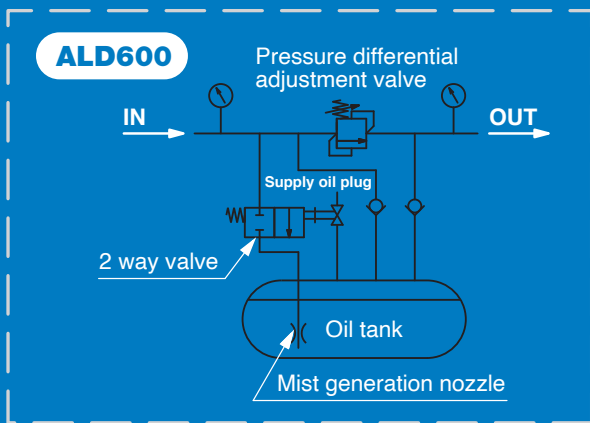 ALD600
Pressure differential
adjustment valve
IN
OUT
Supply oil plug
2 way valve
Oil tank
Mist generation nozzle